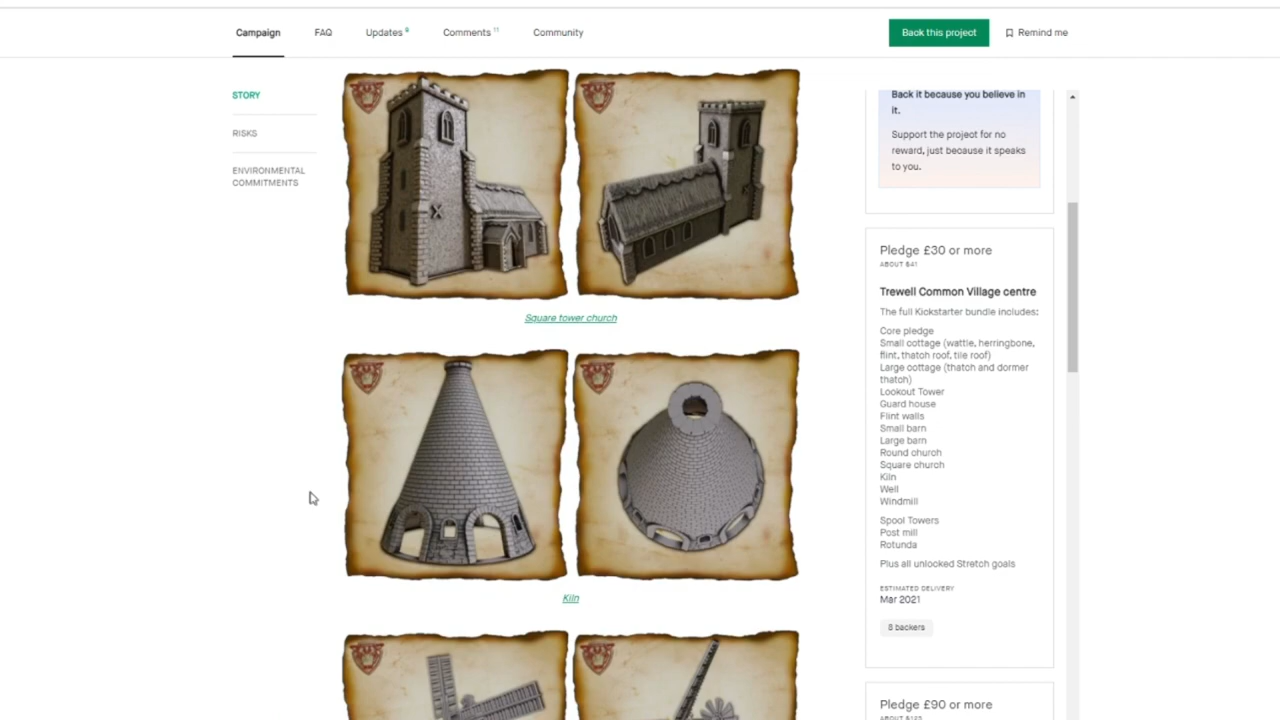 Campaign
FAQ
Updates 9
Comments 11
Community
Back this project
Remind me
STORY
RISKS
ENVIRONMENTAL
COMMITMENTS
Square tower church
Kiln
Back it because you believe in
it.
Support the project for no
reward, just because it speaks
to you.
Pledge £30 or more
ABOUT $41
Trewell Common Village centre
The full Kickstarter bundle includes:
Core pledge
Small cottage (wattle, herringbone,
flint, thatch roof, tile roof)
Large cottage (thatch and dormer
thatch)
Lookout Tower
Guard house
Flint walls
Small barn
Large barn
Round church
Square church
Kiln
Well
Windmill
Spool Towers
Post mill
Rotunda
Plus all unlocked Stretch goals
ESTIMATED DELIVERY
Mar 2021
8 backers
Pledge £90 or more